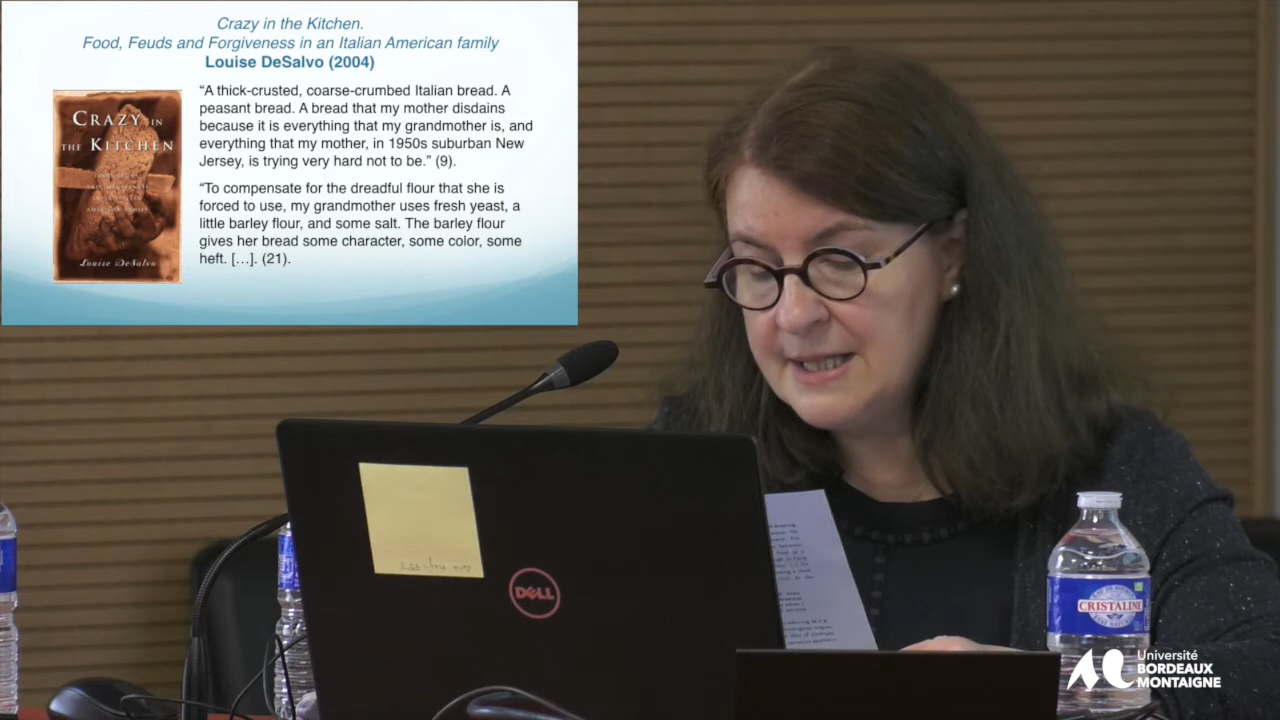 Crazy in the Kitchen.
Food, Feuds and Forgiveness in an Italian American family
Louise DeSalvo (2004)
“A thick-crusted, coarse-crumbed Italian bread. A
peasant bread. A bread that my mother disdains
because it is everything that my grandmother is, and
everything that my mother, in 1950s suburban New
Jersey, is trying very hard not to be.” (9).
“To compensate for the dreadful flour that she is
forced to use, my grandmother uses fresh yeast, a
little barley flour, and some salt. The barley flour
gives her bread some character, some color, some
heft. […]. (21).
CRAZY IN
THE KITCHEN
Louise DeSalvo
DELL
CRISTALINE
Université
BORDEAUX
MONTAIGNE